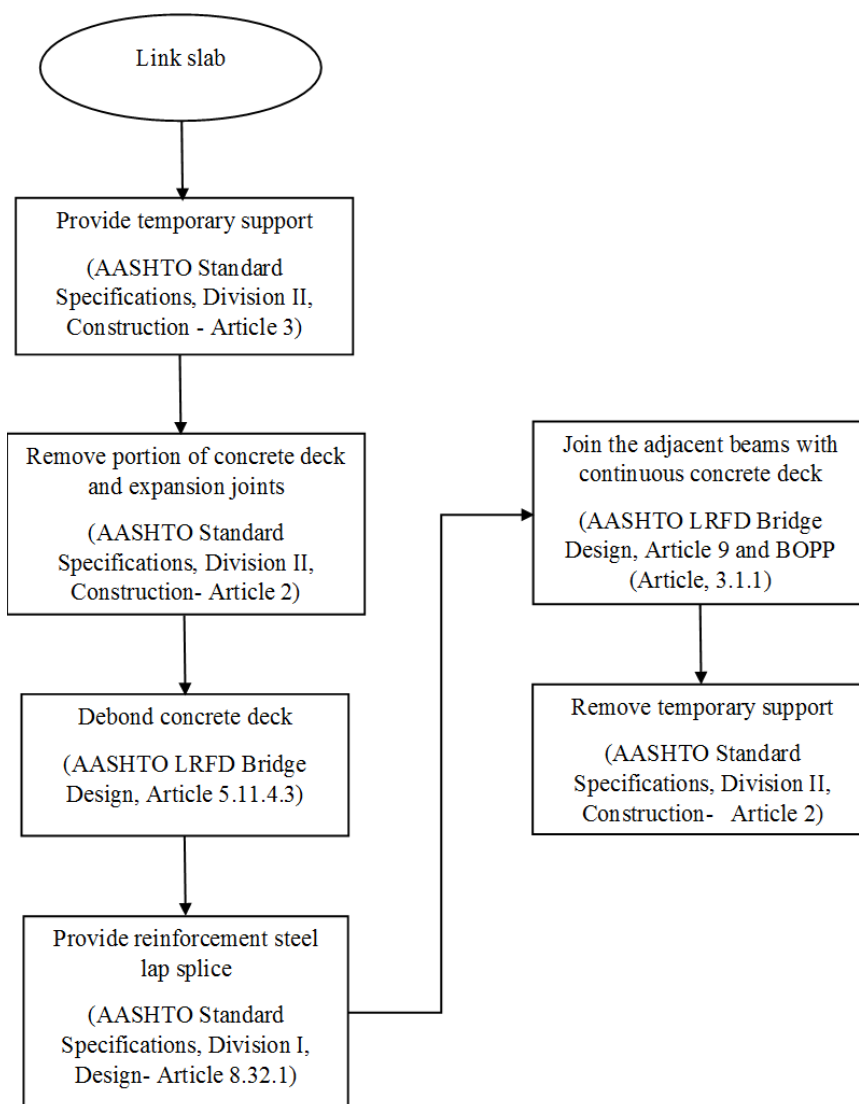 Link slab
Provide temporary support
(AASHTO Standard
Specifications, Division II,
Construction - Article 3)
Remove portion of concrete deck
and expansion joints
(AASHTO Standard
Specifications, Division II,
Construction- Article 2)
Debond concrete deck
(AASHTO LRFD Bridge
Design, Article 5.11.4.3)
Provide reinforcement steel
lap splice
(AASHTO Standard
Specifications, Division I,
Design- Article 8.32.1)
Join the adjacent beams with
continuous concrete deck
(AASHTO LRFD Bridge
Design, Article 9 and BOPP
(Article, 3.1.1)
Remove temporary support
(AASHTO Standard
Specifications, Division II,
Construction- Article 2)